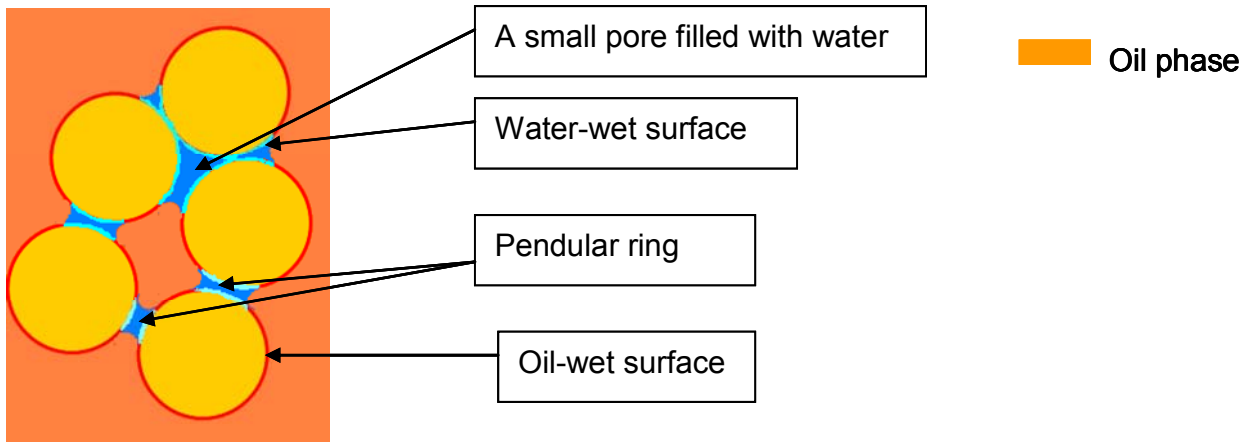 A small pore filled with water
Oil phase
Water-wet surface
Pendular ring
Oil-wet surface